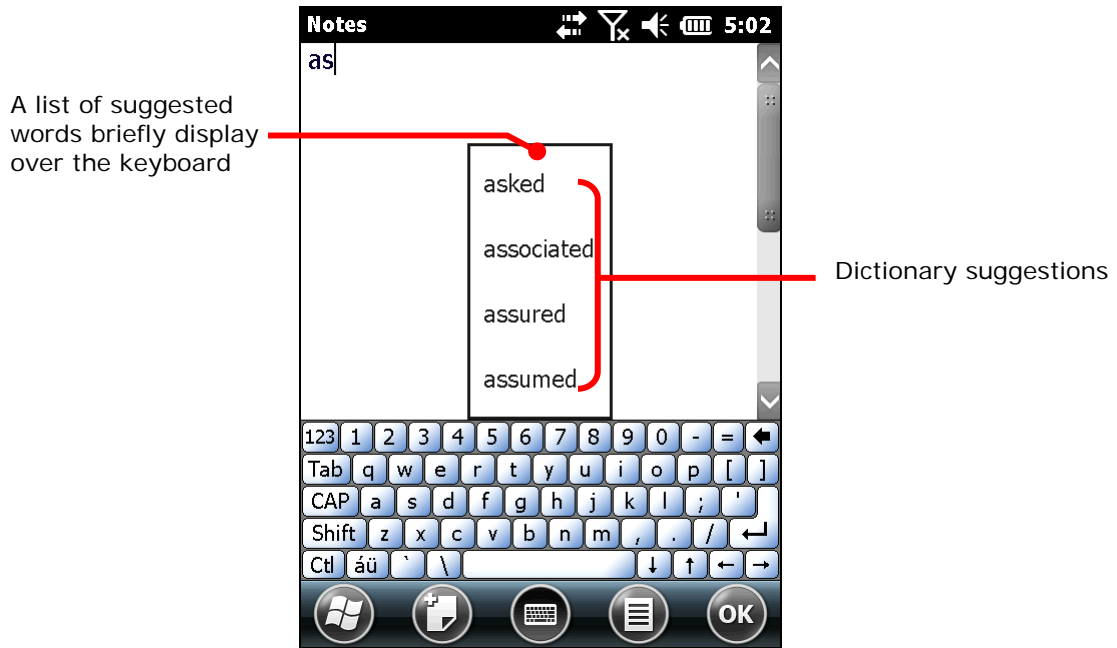 Notes 5:02
as
A list of suggested
words briefly display
over the keyboard
asked
associated
assured
assumed
Dictionary suggestions
123 1 2 3 4 5 6 7 8 9 0 - = 🡄
Tab q w e r t y u i o p [ ]
CAP a s d f g h j k l ; '
Shift z x c v b n m , . / ↵
Ctl áü ` \ ↓ ↑ ← →
OK